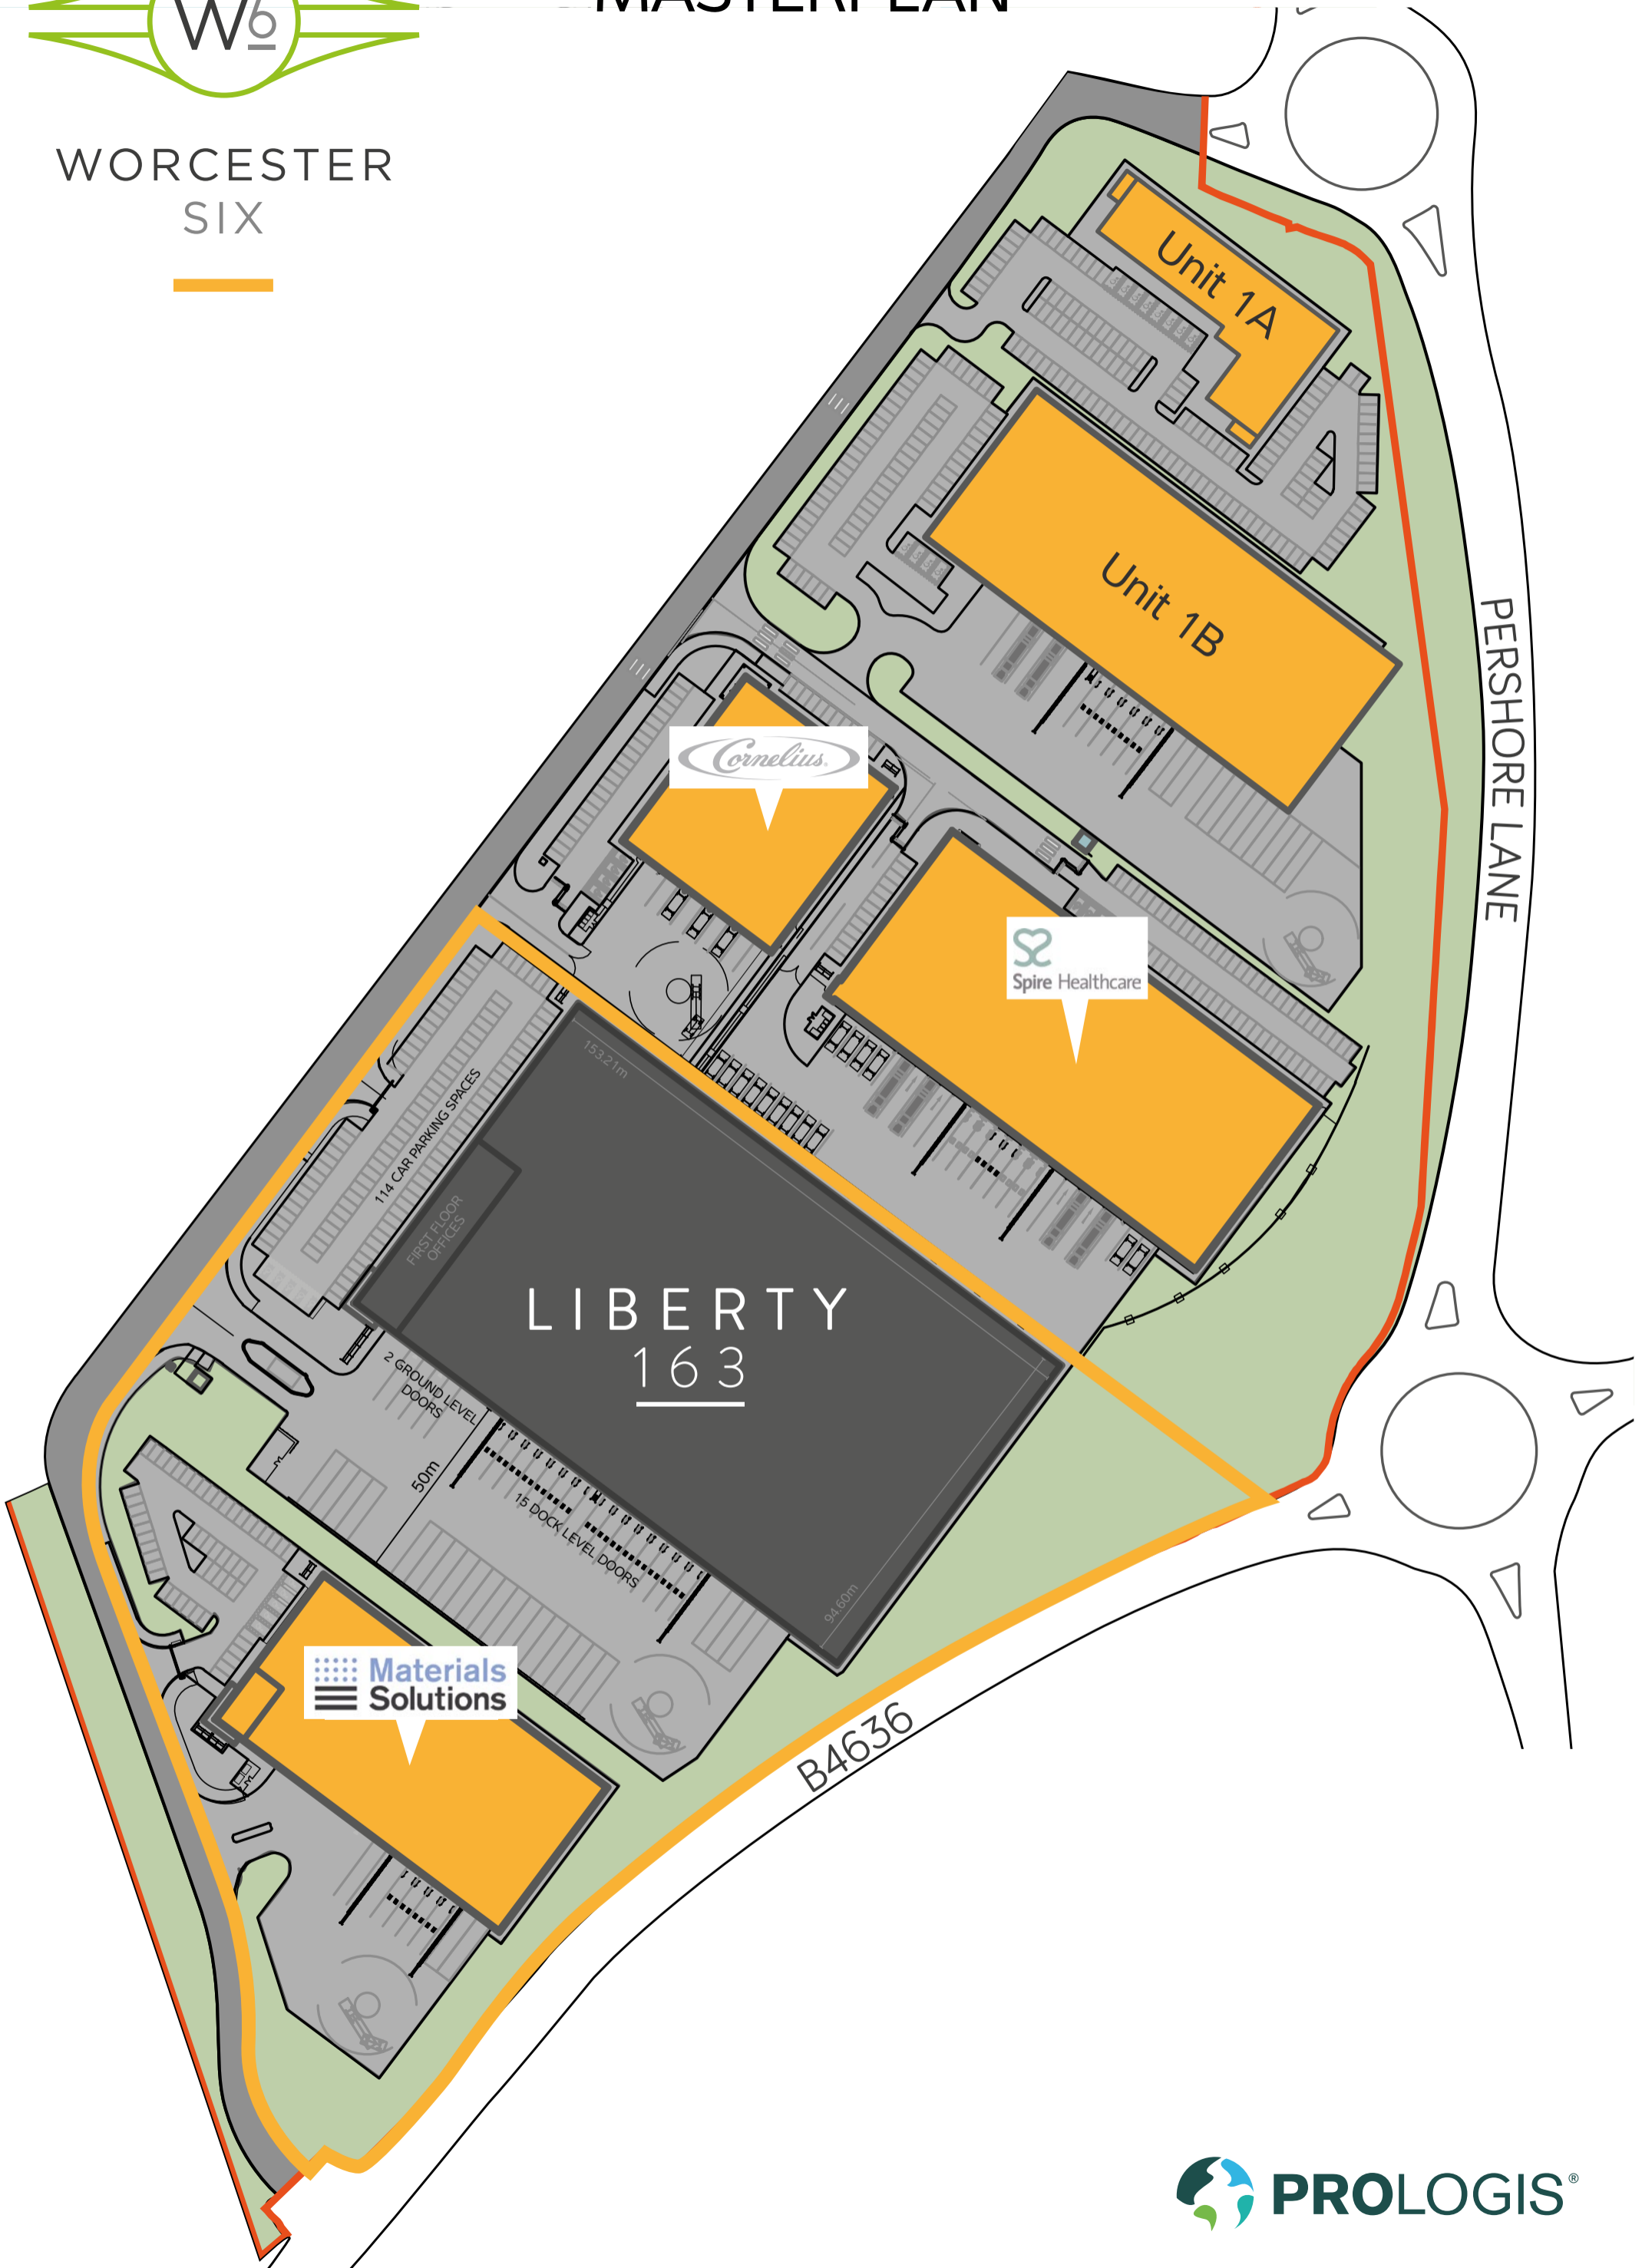 MASTERPLAN
W6
WORCESTER
SIX
Unit 1A
Unit 1B
PERSHORE LANE
Cornelius®
Spire Healthcare
153.21m
114 CAR PARKING SPACES
FIRST FLOOR
OFFICES
LIBERTY
163
2 GROUND LEVEL
DOORS
50m
15 DOCK LEVEL DOORS
94.60m
Materials
Solutions
B4636
PROLOGIS®